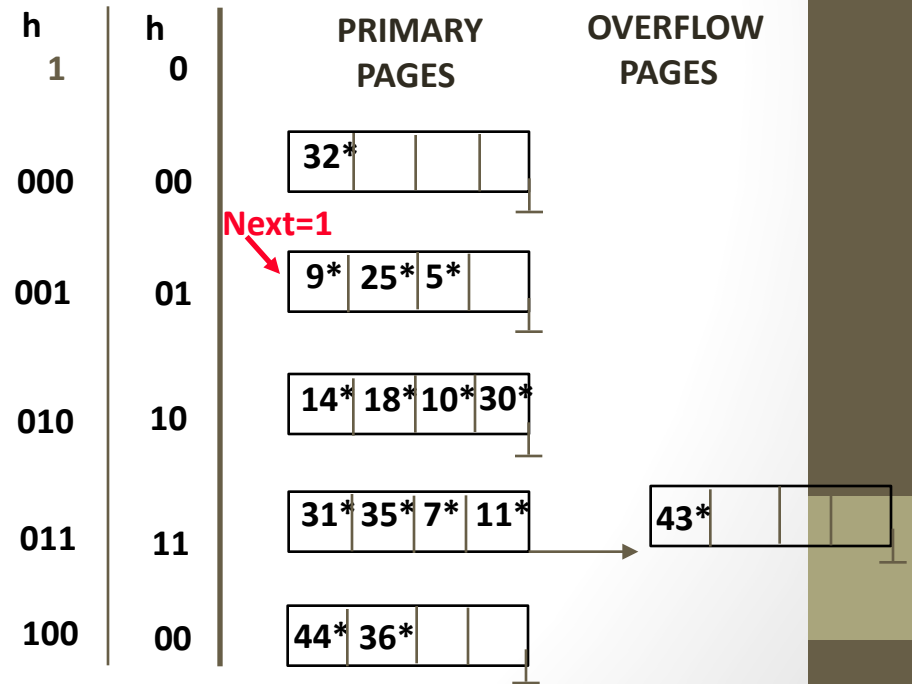 h h PRIMARY OVERFLOW
1 0 PAGES PAGES
000 00 32*
Next=1
001 01 9* 25* 5*
010 10 14* 18* 10* 30*
011 11 31* 35* 7* 11* 43*
100 00 44* 36*